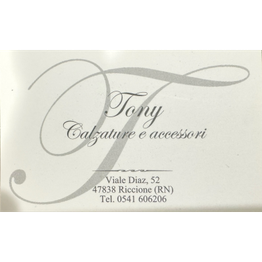 Tony
Calzature e accessori
Viale Diaz, 52
47838 Riccione (RN)
Tel. 0541 606206